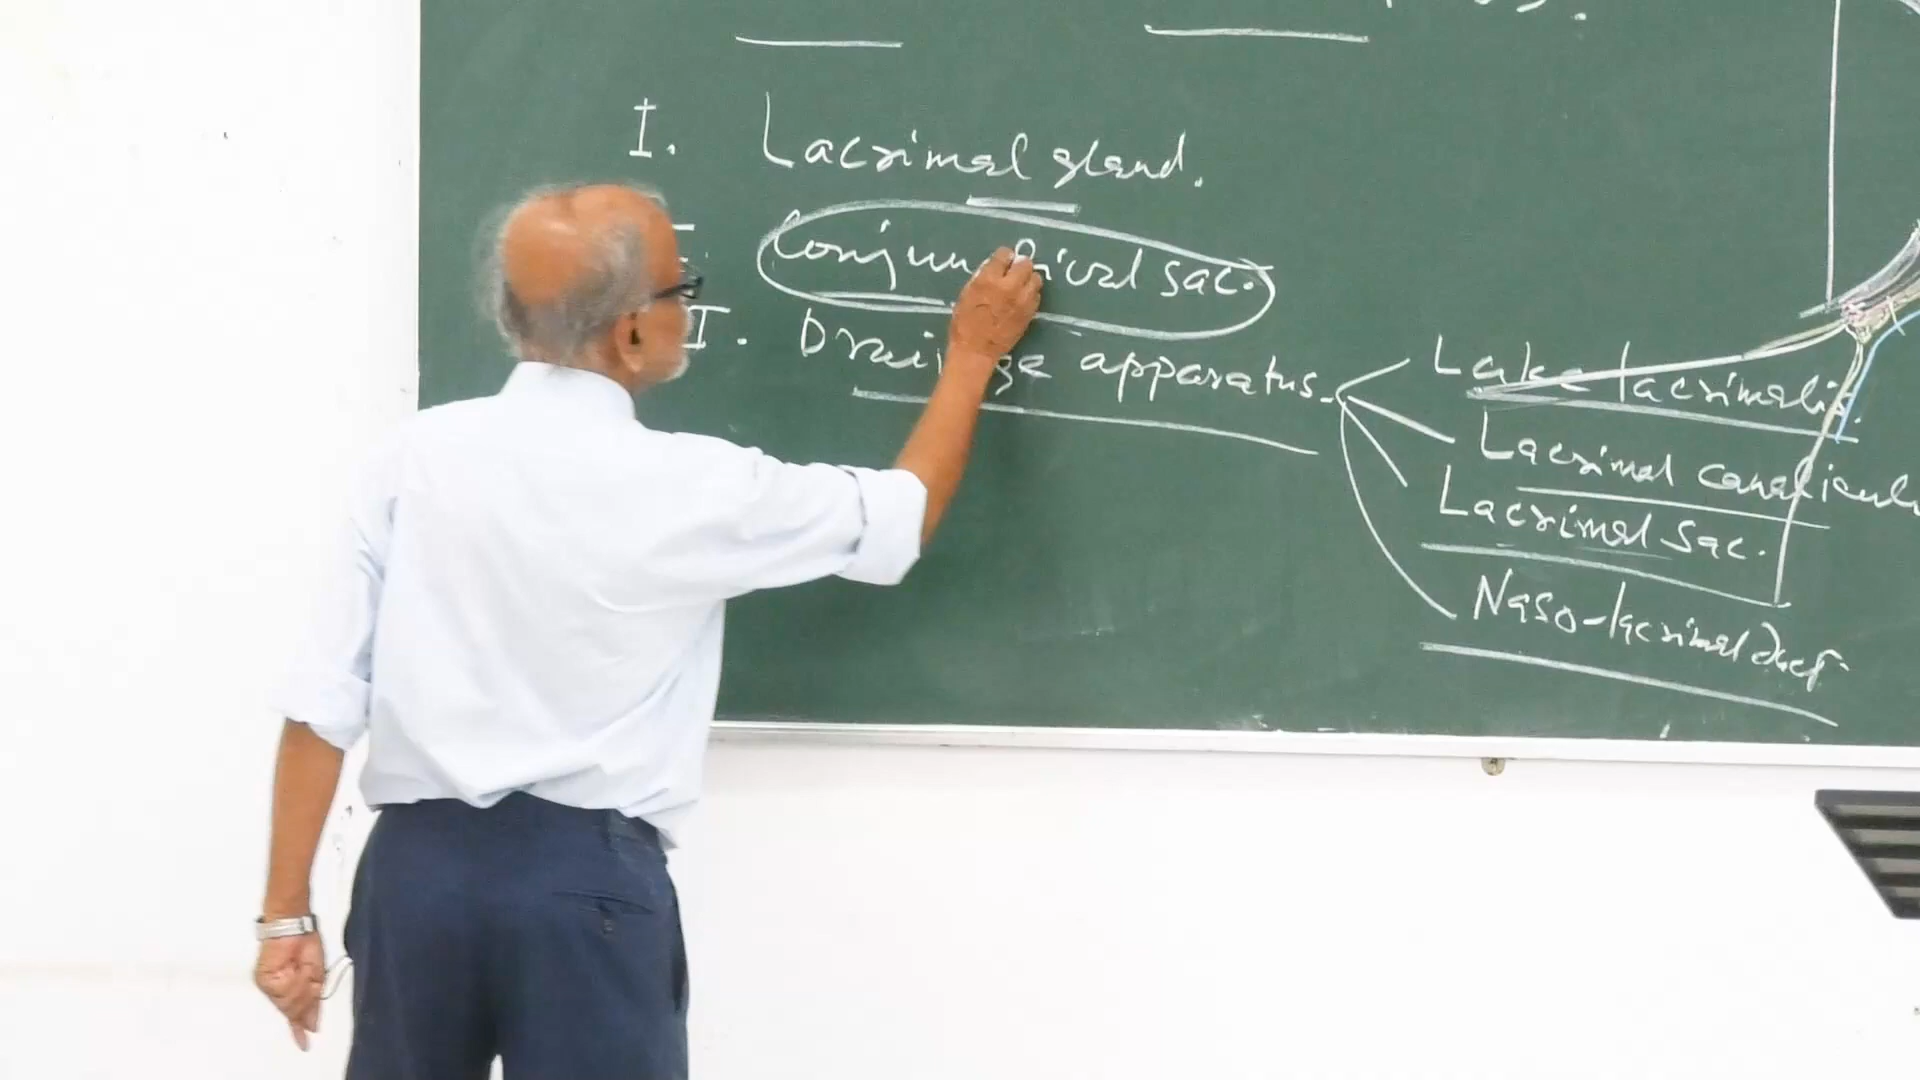 I. Lacrimal gland.
Conjunctival sac.
I. Drainage apparatus.
Lake lacrimalis.
Lacrimal canaliculi
Lacrimal Sac.
Naso-lacrimal duct.